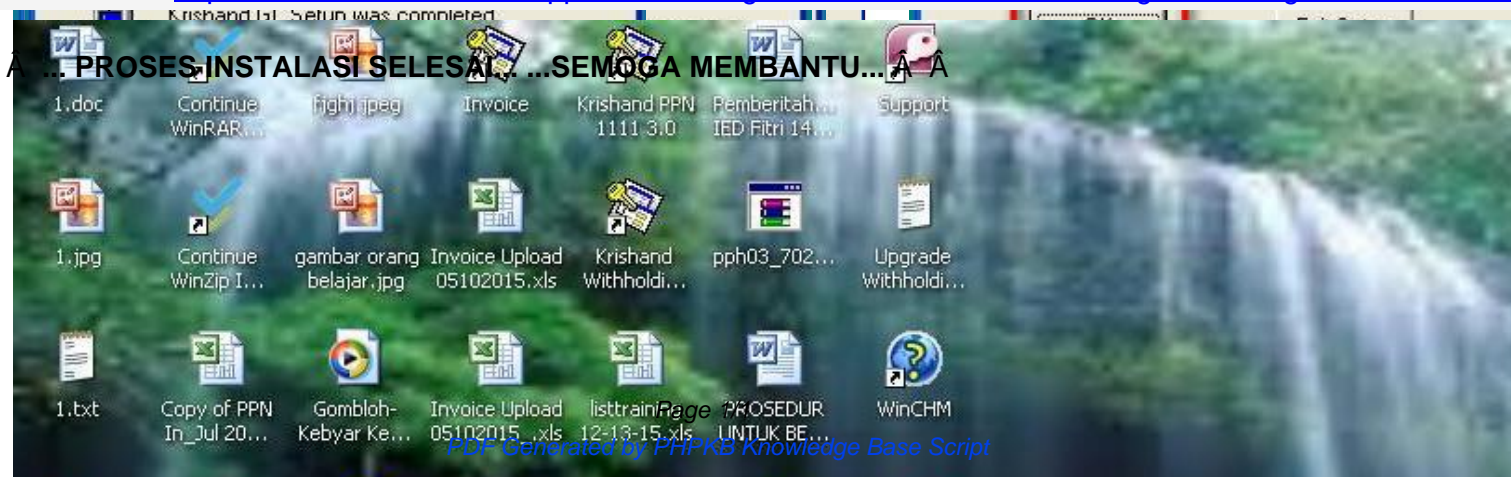 Krishand GL Setup was completed
Â ... PROSES INSTALASI SELESAI... ...SEMOGA MEMBANTU... Â Â
1.doc Continue fjghj.jpeg Invoice Krishand PPN Pemberitah... Support
WinRAR... 1111 3.0 IED Fitri 14...
1.jpg Continue gambar orang Invoice Upload Krishand pph03_702... Upgrade
WinZip I... belajar.jpg 05102015.xls Withholdi... Withholdi...
1.txt Copy of PPN Gombloh- Invoice Upload listtraining PROSEDUR WinCHM
In_Jul 20... Kebyar Ke... 05102015_.xls 12-13-15.xls UNTUK BE...
Page
PDF Generated by PHPKB Knowledge Base Script